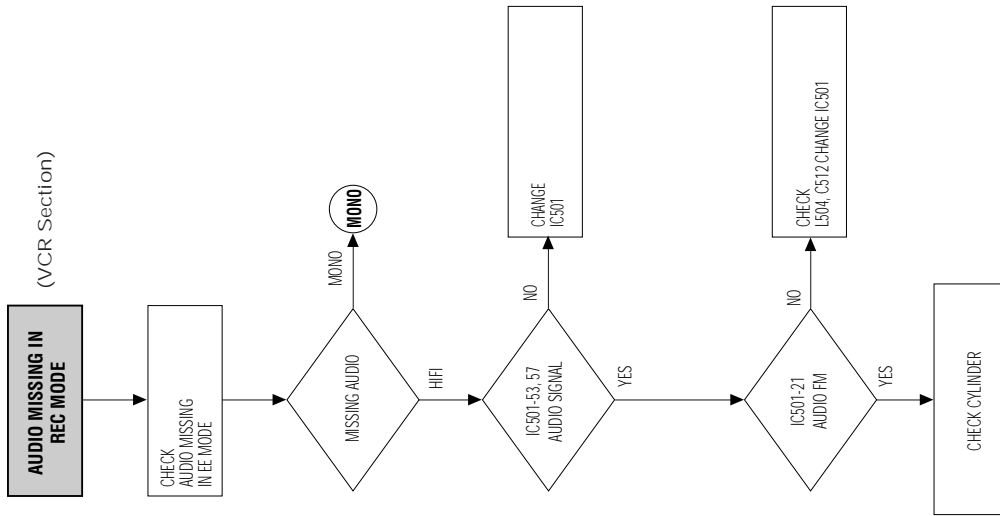 AUDIO MISSING IN
REC MODE
(VCR Section)
CHECK
AUDIO MISSING
IN EE MODE
MISSING AUDIO
MONO
MONO
HIFI
IC501-53, 57
AUDIO SIGNAL
NO
CHANGE
IC501
YES
IC501-21
AUDIO FM
NO
CHECK
L504, C512 CHANGE IC501
YES
CHECK CYLINDER